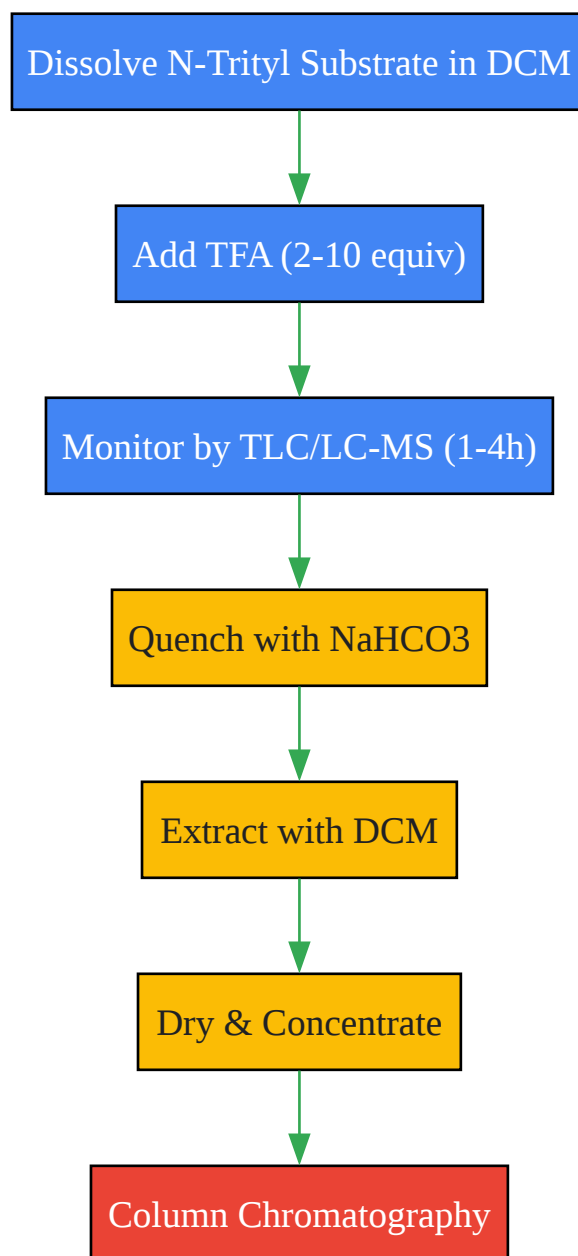 Dissolve N-Trityl Substrate in DCM
Add TFA (2-10 equiv)
Monitor by TLC/LC-MS (1-4h)
Quench with NaHCO3
Extract with DCM
Dry & Concentrate
Column Chromatography